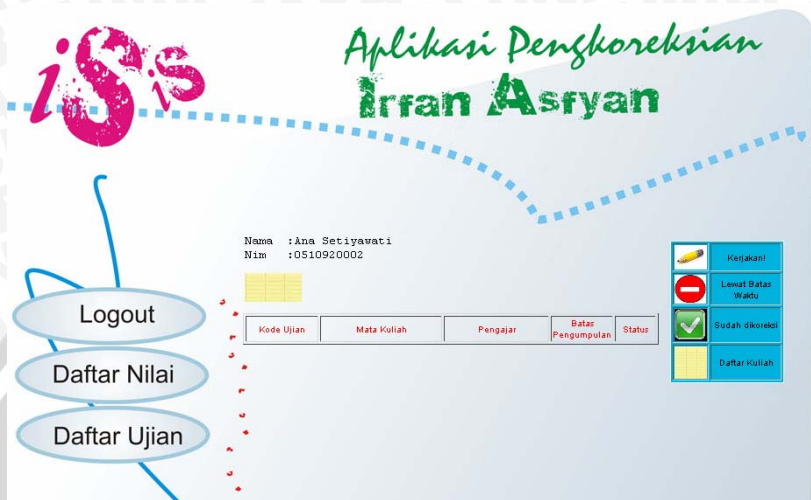 isis
Aplikasi Pengkoreksian
Irfan Asfyan
Nama :Ana Setiyawati
Nim :0510920002
Kode Ujian Mata Kuliah Pengajar Batas Pengumpulan Status
Kerjakan!
Lewat Batas
Waktu
Sudah dikoreksi
Daftar Kuliah
Logout
Daftar Nilai
Daftar Ujian